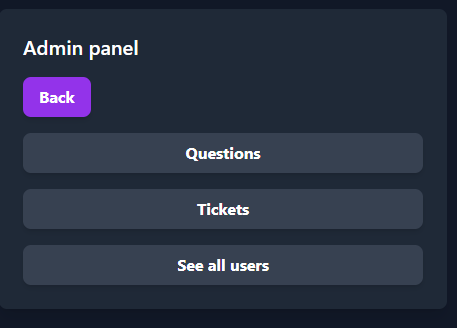 Admin panel
Back
Questions
Tickets
See all users